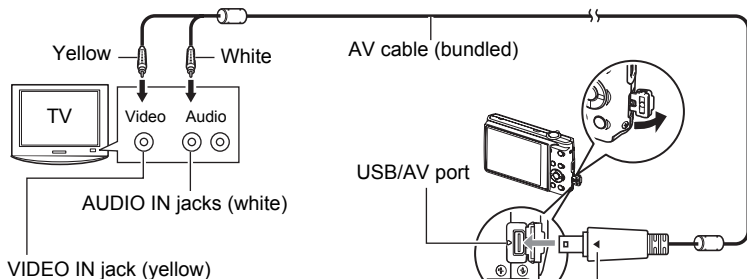 Yellow
White
AV cable (bundled)
TV
Video
Audio
USB/AV port
AUDIO IN jacks (white)
VIDEO IN jack (yellow)